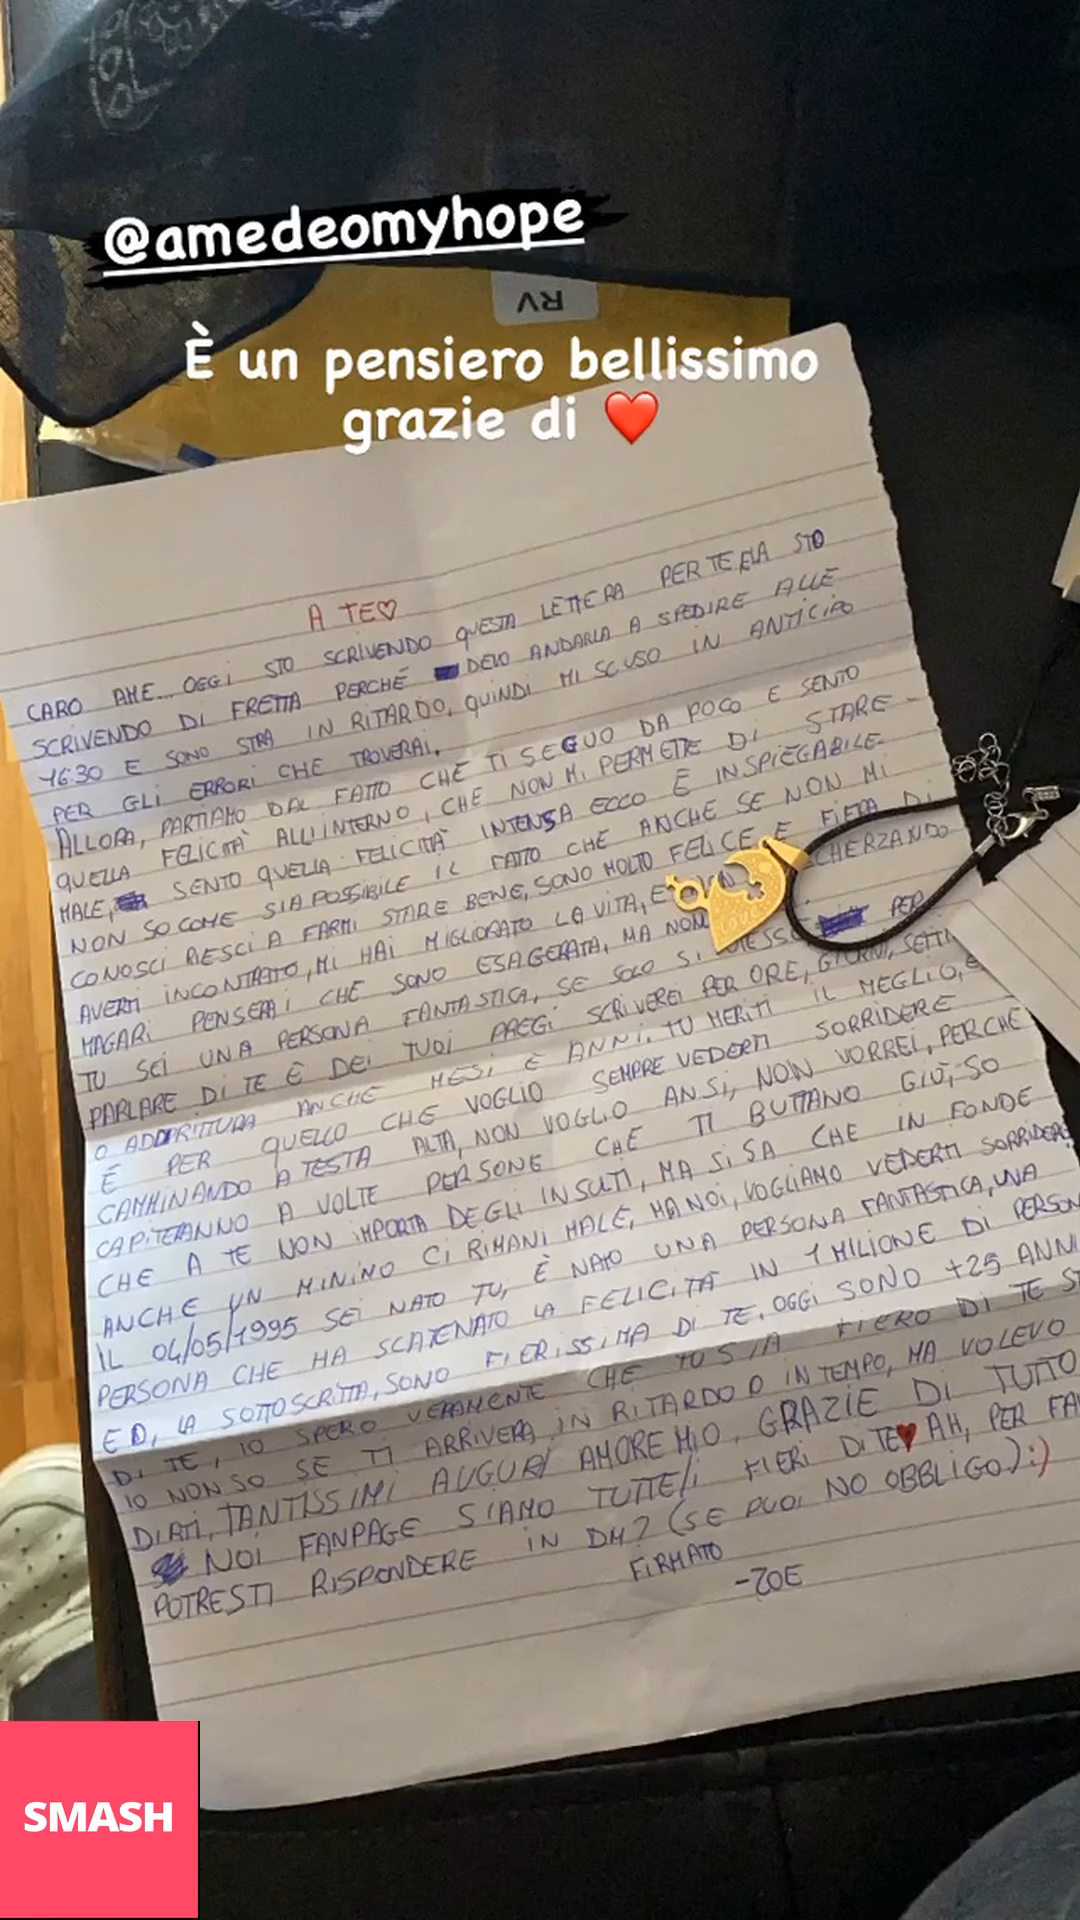 @amedeomyhope
RV
È un pensiero bellissimo
grazie di ❤️
A TE♡
CARO AME... OGGI STO SCRIVENDO QUESTA LETTERA PER TE E LA STO
SCRIVENDO DI FRETTA PERCHÉ DEVO ANDARLA A SPEDIRE ALLE
16:30 E SONO STRA IN RITARDO, QUINDI MI SCUSO IN ANTICIPO
PER GLI ERRORI CHE TROVERAI.
ALLORA, PARTIAMO DAL FATTO CHE TI SEGUO DA POCO E SENTO
QUELLA FELICITÀ ALL'INTERNO, CHE NON MI PERMETTE DI STARE
MALE, SENTO QUELLA FELICITÀ INTENSA ECCO È INSPIEGABILE.
NON SO COME SIA POSSIBILE IL FATTO CHE ANCHE SE NON MI
CONOSCI RIESCI A FARMI STARE BENE, SONO MOLTO FELICE E FIERA DI
AVERTI INCONTRATO, MI HAI MIGLIORATO LA VITA, E NON CHERZANDO
MAGARI PENSERAI CHE SONO ESAGERATA, MA NON
TU SEI UNA PERSONA FANTASTICA, SE SOLO SI PER
PARLARE DI TE E DEI TUOI PREGI SCRIVEREI PER ORE, GIORNI, SETTI
O ADDIRITTURA ANCHE MESI E ANNI. TU MERITI IL MEGLIO, E
È PER QUELLO CHE VOGLIO SEMPRE VEDERTI SORRIDERE
CAMMINANDO A TESTA ALTA, NON VOGLIO ANSI, NON VORREI, PERCHÉ
CAPITERANNO A VOLTE PERSONE CHE TI BUTTANO GIÙ, SO
CHE A TE NON IMPORTA DEGLI INSULTI, MA SI SA CHE IN FONDE
ANCHE UN MINIMO CI RIMANI MALE, MA NOI, VOGLIAMO VEDERTI SORRIDERE
IL 04/05/1995 SEI NATO TU, È NATO UNA PERSONA FANTASTICA, UNA
PERSONA CHE HA SCATENATO LA FELICITÀ IN 1 MILIONE DI PERSON
ED, LA SOTTOSCRITTA, SONO FIERISSIMA DI TE. OGGI SONO +25 ANNI
DI TE, IO SPERO VERAMENTE CHE TU SIA FIERO DI TE ST
IO NON SO SE TI ARRIVERÀ IN RITARDO O IN TEMPO, MA VOLEVO
DIRTI, TANTISSIMI AUGURI AMORE MIO, GRAZIE DI TUTTO
NOI FANPAGE SIAMO TUTTE/I FIERI DI TE♥ AH, PER FA
POTRESTI RISPONDERE IN DM? (SE PUOI NO OBBLIGO.) :)
FIRMATO
-ZOE
SMASH